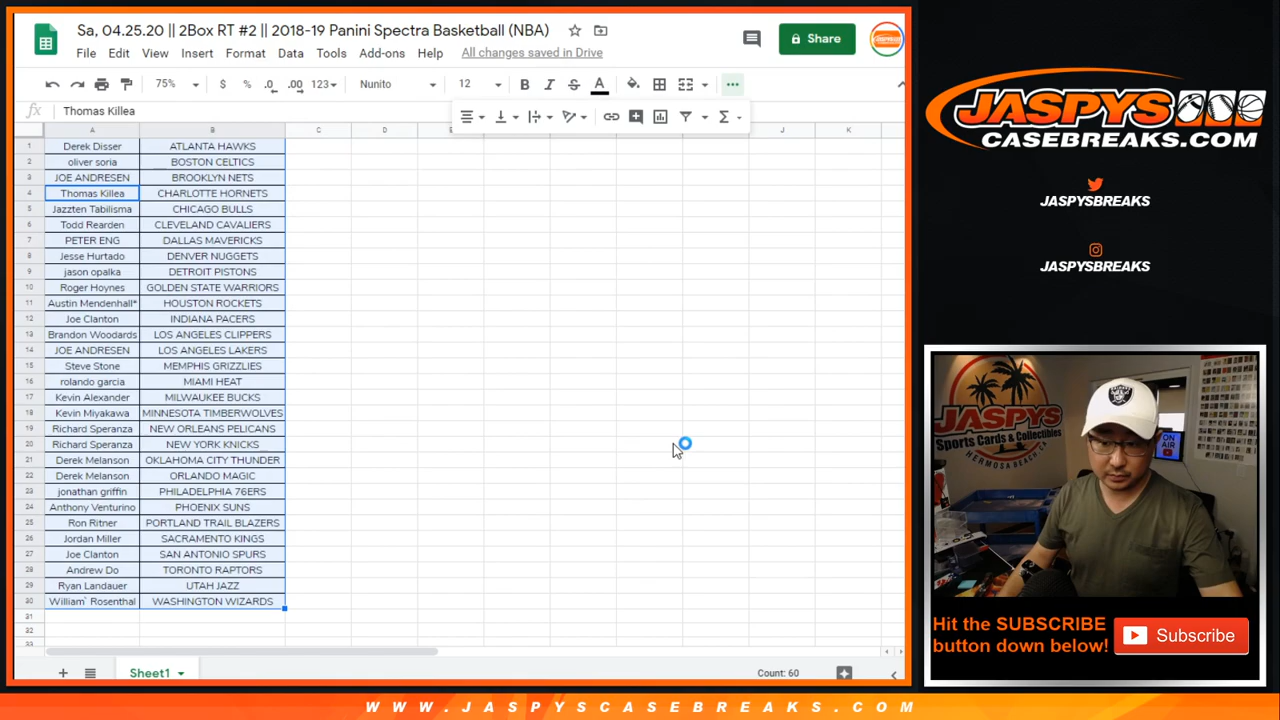 Sa, 04.25.20 || 2Box RT #2 || 2018-19 Panini Spectra Basketball (NBA)
File Edit View Insert Format Data Tools Add-ons Help All changes saved in Drive
Share
75% $ % .0 .00 123 Nunito 12 B I S A
fx Thomas Killea
A B C D J K
1 Derek Disser ATLANTA HAWKS
2 oliver soria BOSTON CELTICS
3 JOE ANDRESEN BROOKLYN NETS
4 Thomas Killea CHARLOTTE HORNETS
5 Jazzten Tabilisma CHICAGO BULLS
6 Todd Rearden CLEVELAND CAVALIERS
7 PETER ENG DALLAS MAVERICKS
8 Jesse Hurtado DENVER NUGGETS
9 jason opalka DETROIT PISTONS
10 Roger Hoynes GOLDEN STATE WARRIORS
11 Austin Mendenhall* HOUSTON ROCKETS
12 Joe Clanton INDIANA PACERS
13 Brandon Woodards LOS ANGELES CLIPPERS
14 JOE ANDRESEN LOS ANGELES LAKERS
15 Steve Stone MEMPHIS GRIZZLIES
16 rolando garcia MIAMI HEAT
17 Kevin Alexander MILWAUKEE BUCKS
18 Kevin Miyakawa MINNESOTA TIMBERWOLVES
19 Richard Speranza NEW ORLEANS PELICANS
20 Richard Speranza NEW YORK KNICKS
21 Derek Melanson OKLAHOMA CITY THUNDER
22 Derek Melanson ORLANDO MAGIC
23 jonathan griffin PHILADELPHIA 76ERS
24 Anthony Venturino PHOENIX SUNS
25 Ron Ritner PORTLAND TRAIL BLAZERS
26 Jordan Miller SACRAMENTO KINGS
27 Joe Clanton SAN ANTONIO SPURS
28 Andrew Do TORONTO RAPTORS
29 Ryan Landauer UTAH JAZZ
30 William` Rosenthal WASHINGTON WIZARDS
31
32
33
Sheet1
Count: 60
JASPYS
CASEBREAKS.COM
JASPYSBREAKS
JASPYSBREAKS
JASPYS
Sports Cards & Collectibles
HERMOSA BEACH CA
ON AIR
Hit the SUBSCRIBE
button down below!
Subscribe
WWW.JASPYSCASEBREAKS.COM